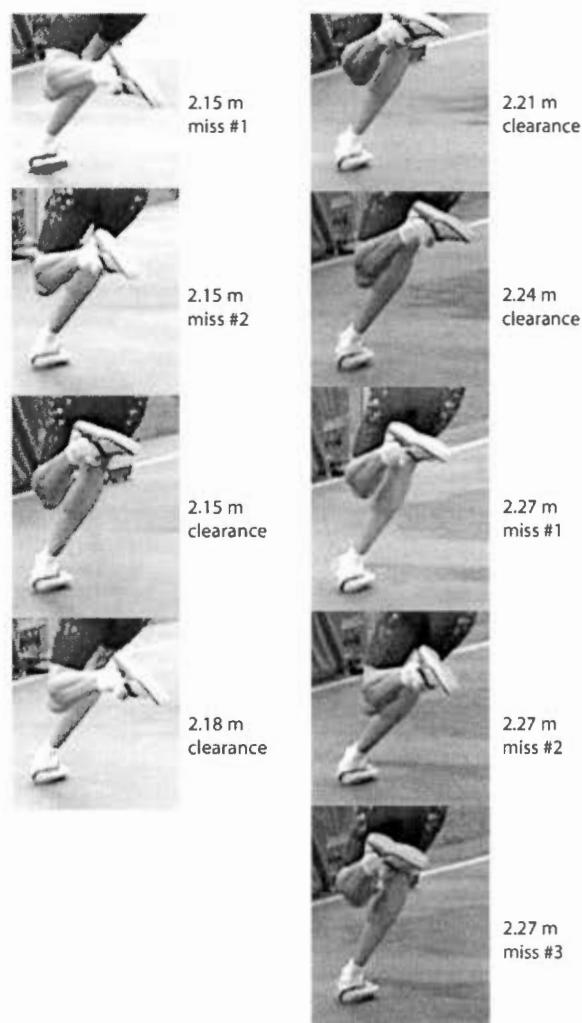 2.15 m
miss #1
2.15 m
miss #2
2.15 m
clearance
2.18 m
clearance
2.21 m
clearance
2.24 m
clearance
2.27 m
miss #1
2.27 m
miss #2
2.27 m
miss #3